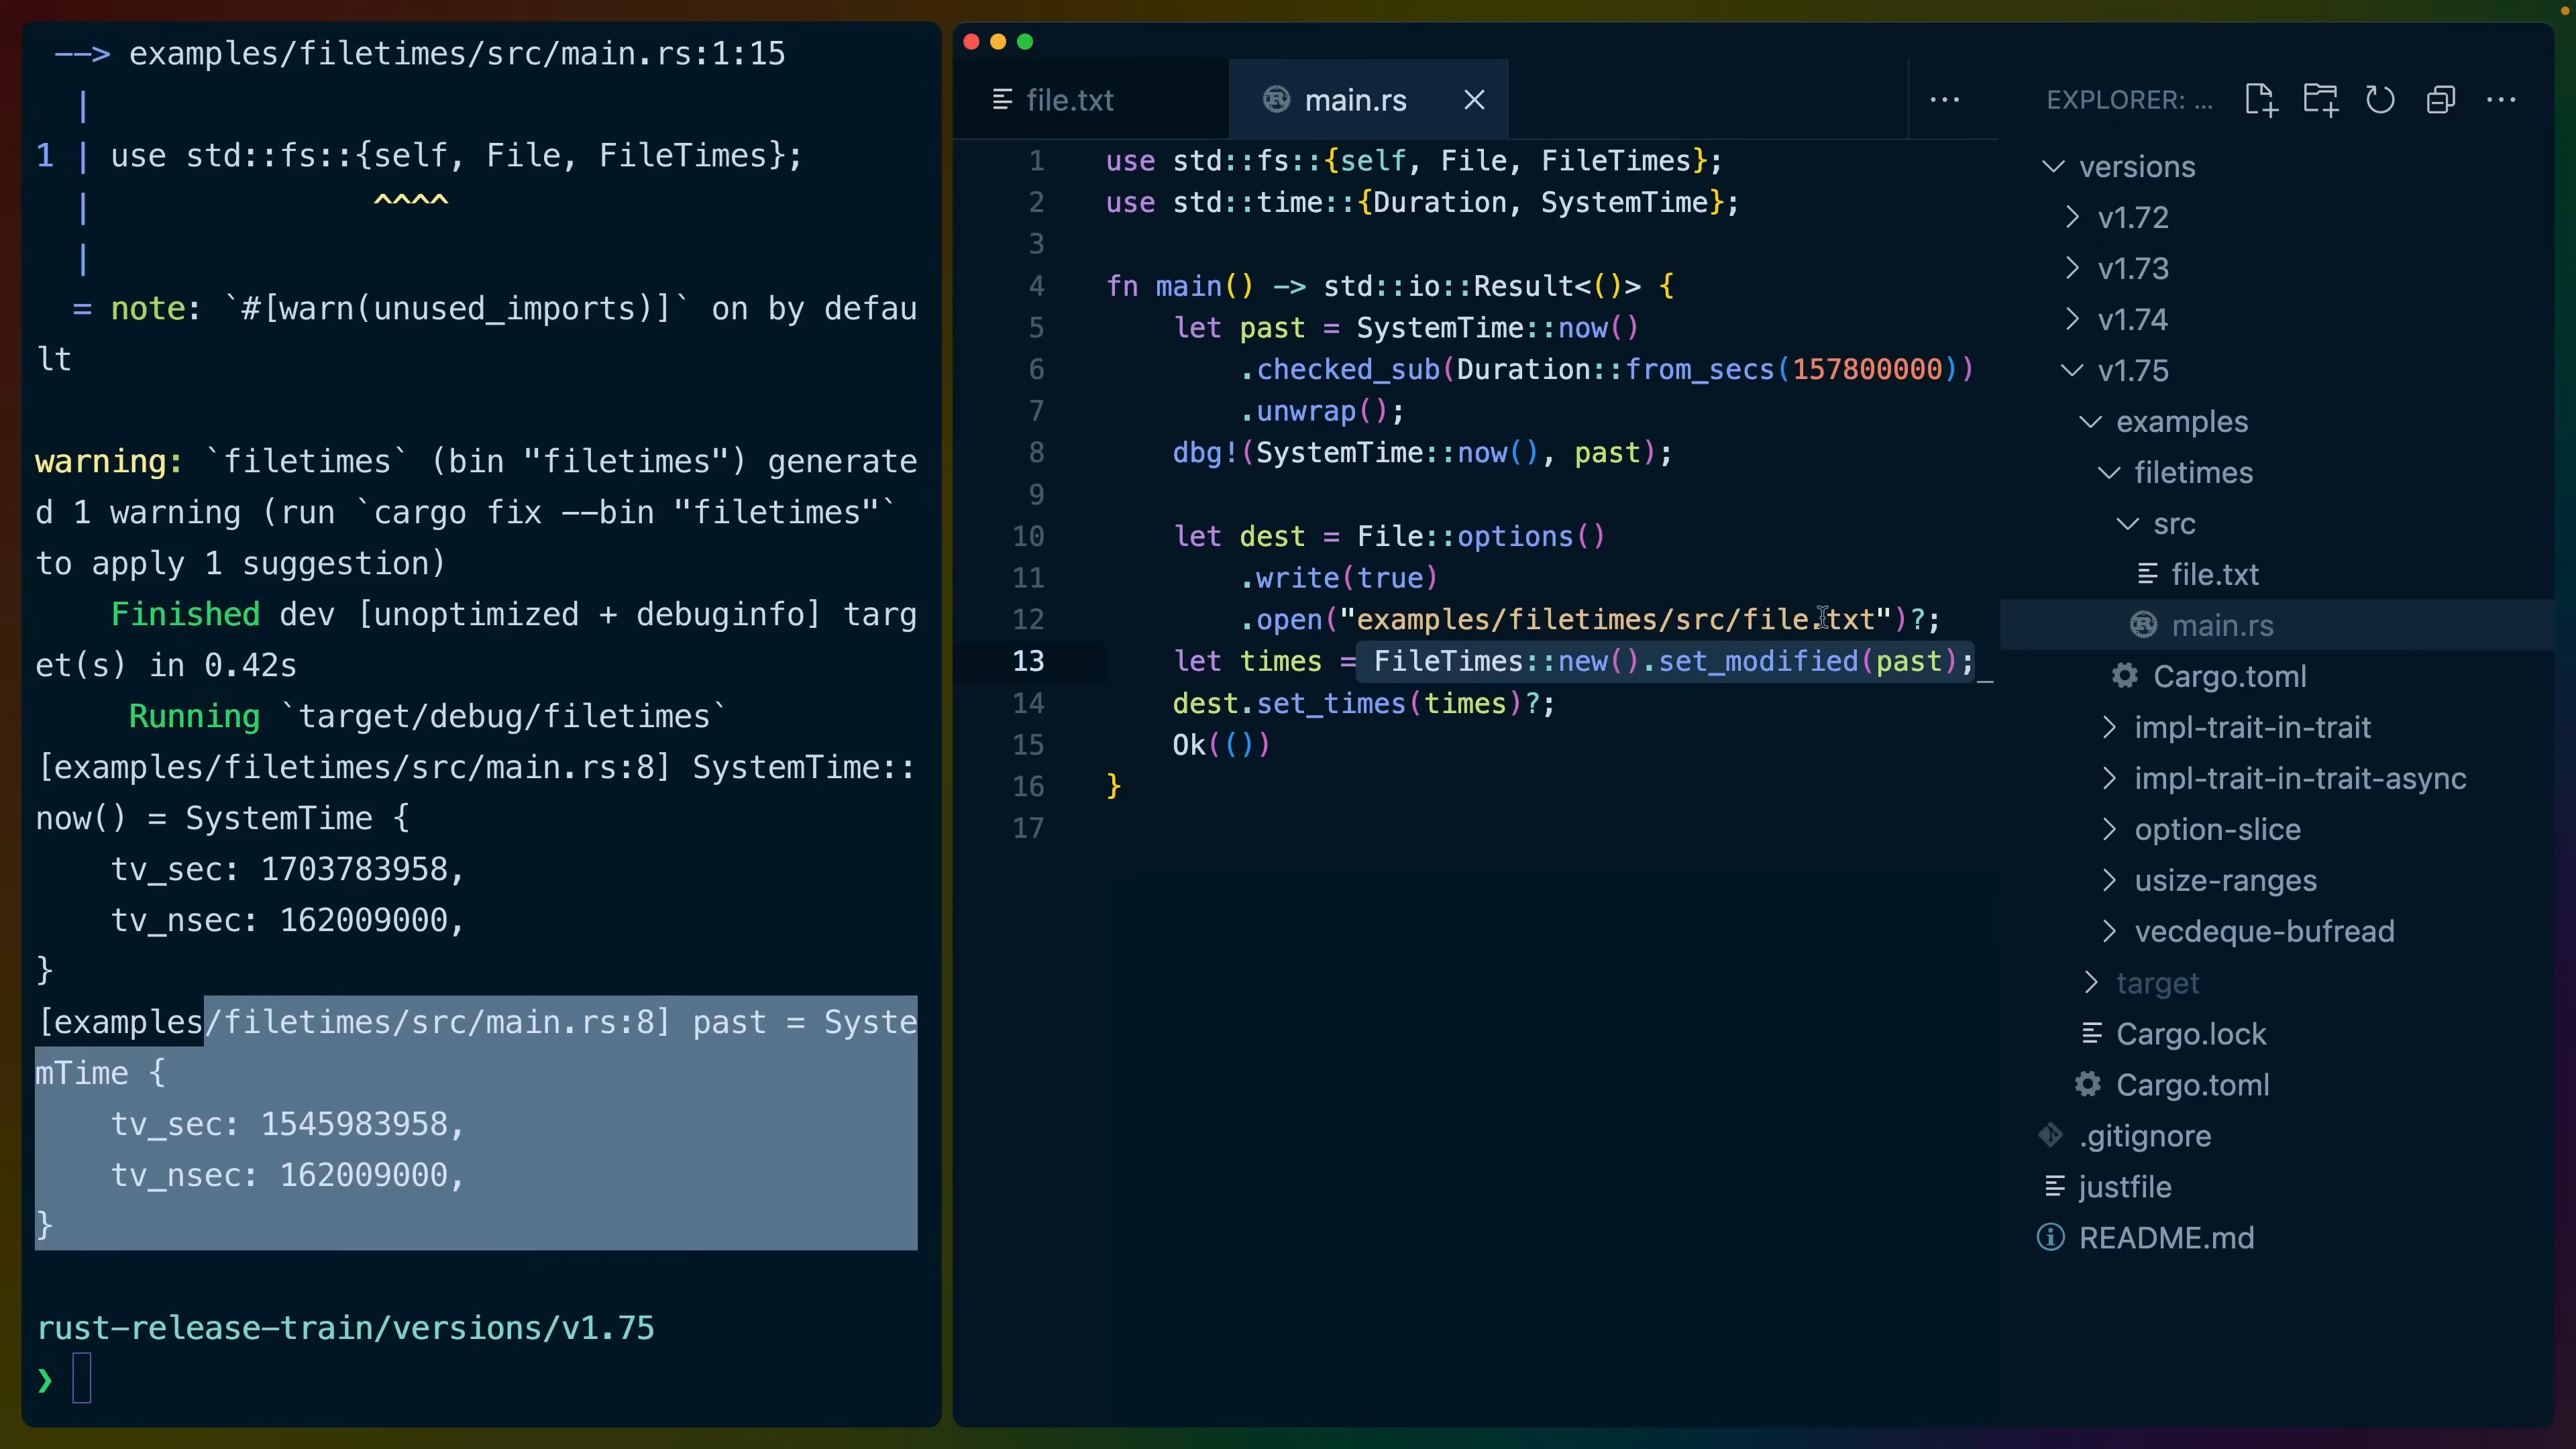 --> examples/filetimes/src/main.rs:1:15
|
1 | use std::fs::{self, File, FileTimes};
| ^^^^
|
= note: `#[warn(unused_imports)]` on by defau
lt
warning: `filetimes` (bin "filetimes") generate
d 1 warning (run `cargo fix --bin "filetimes"`
to apply 1 suggestion)
Finished dev [unoptimized + debuginfo] targ
et(s) in 0.42s
Running `target/debug/filetimes`
[examples/filetimes/src/main.rs:8] SystemTime::
now() = SystemTime {
tv_sec: 1703783958,
tv_nsec: 162009000,
}
[examples/filetimes/src/main.rs:8] past = Syste
mTime {
tv_sec: 1545983958,
tv_nsec: 162009000,
}
rust-release-train/versions/v1.75
❯
file.txt
main.rs
1 use std::fs::{self, File, FileTimes};
2 use std::time::{Duration, SystemTime};
3
4 fn main() -> std::io::Result<()> {
5 let past = SystemTime::now()
6 .checked_sub(Duration::from_secs(157800000))
7 .unwrap();
8 dbg!(SystemTime::now(), past);
9
10 let dest = File::options()
11 .write(true)
12 .open("examples/filetimes/src/file.txt")?;
13 let times = FileTimes::new().set_modified(past);
14 dest.set_times(times)?;
15 Ok(())
16 }
17
EXPLORER: ...
versions
v1.72
v1.73
v1.74
v1.75
examples
filetimes
src
file.txt
main.rs
Cargo.toml
impl-trait-in-trait
impl-trait-in-trait-async
option-slice
usize-ranges
vecdeque-bufread
target
Cargo.lock
Cargo.toml
.gitignore
justfile
README.md